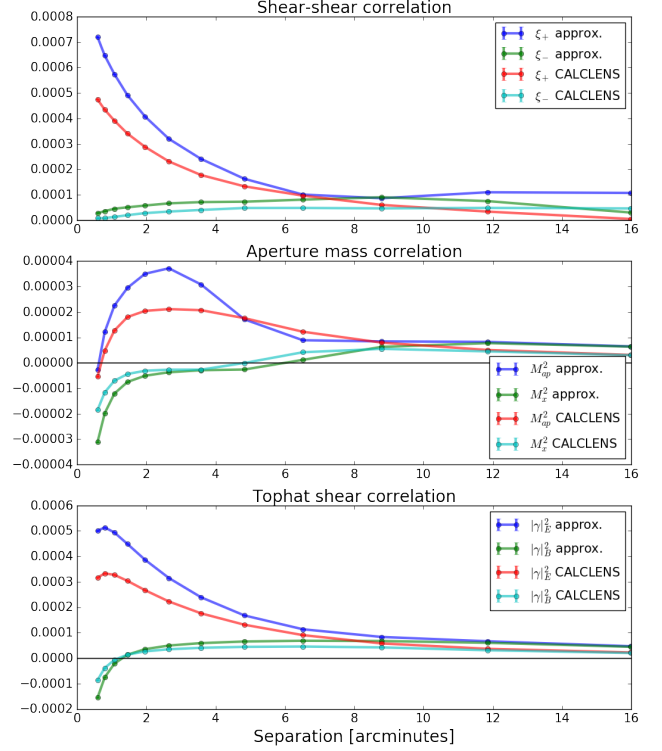 Shear-shear correlation
0.0008
0.0007
0.0006
0.0005
0.0004
0.0003
0.0002
0.0001
0.0000
ξ+ approx.
ξ− approx.
ξ+ CALCLENS
ξ− CALCLENS
0 2 4 6 8 10 12 14 16
Aperture mass correlation
0.00004
0.00003
0.00002
0.00001
0.00000
−0.00001
−0.00002
−0.00003
−0.00004
M²ap approx.
M²x approx.
M²ap CALCLENS
M²x CALCLENS
0 2 4 6 8 10 12 14 16
Tophat shear correlation
0.0006
0.0005
0.0004
0.0003
0.0002
0.0001
0.0000
−0.0001
−0.0002
|γ|²E approx.
|γ|²B approx.
|γ|²E CALCLENS
|γ|²B CALCLENS
0 2 4 6 8 10 12 14 16
Separation [arcminutes]